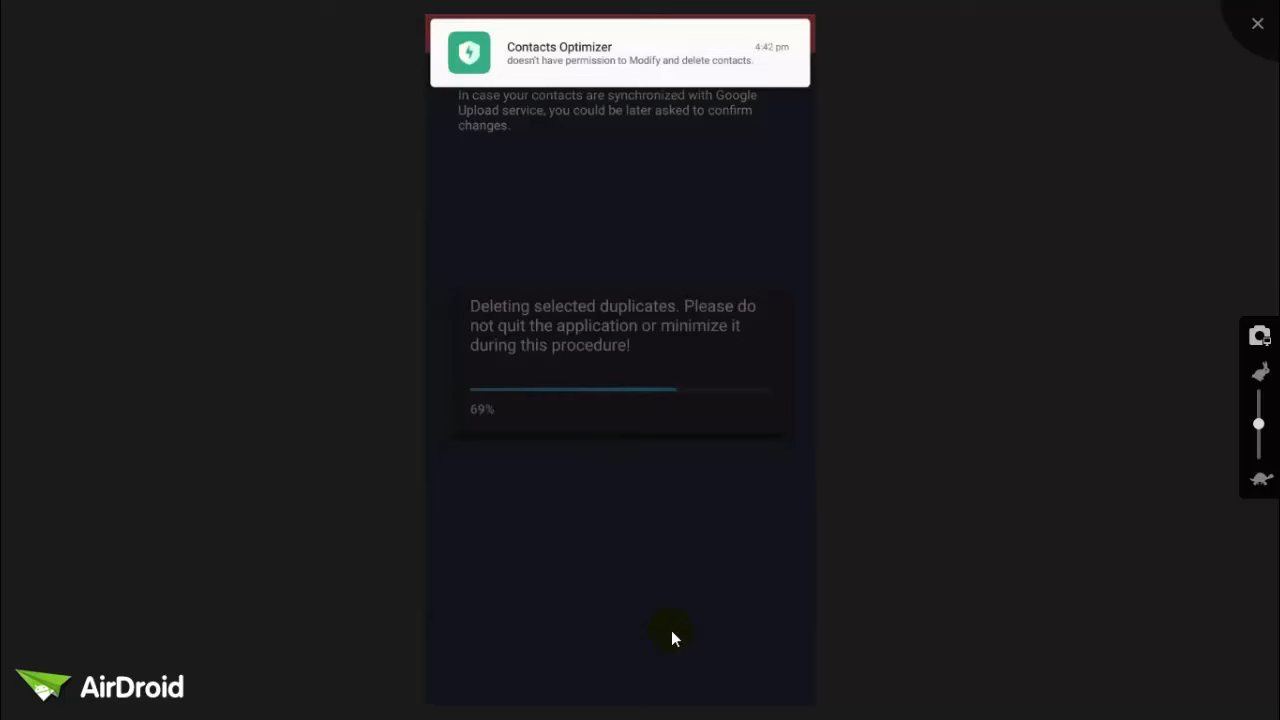 Contacts Optimizer
4:42 pm
doesn't have permission to Modify and delete contacts.
In case your contacts are synchronized with Google
Upload service, you could be later asked to confirm
changes.
Deleting selected duplicates. Please do
not quit the application or minimize it
during this procedure!
69%
AirDroid